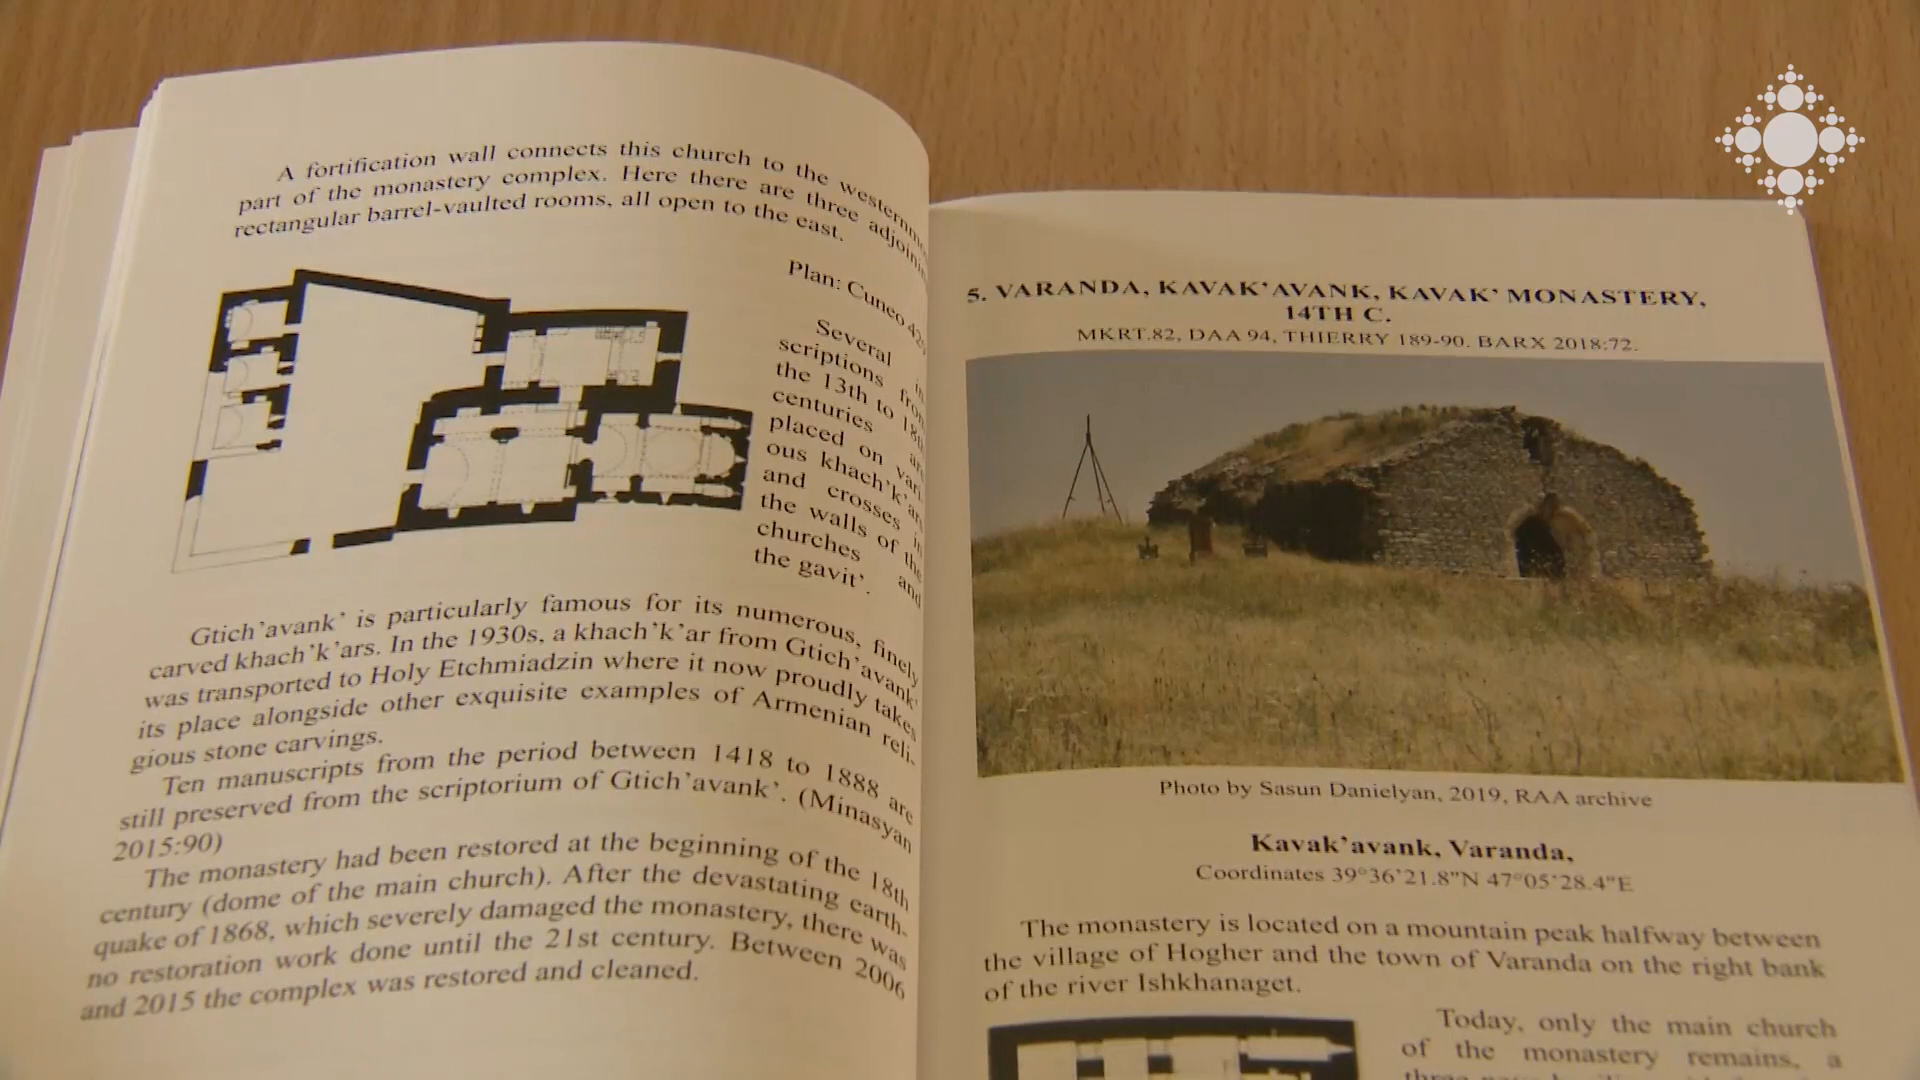 A fortification wall connects this church to the westernmo
part of the monastery complex. Here there are three adjoinin
rectangular barrel-vaulted rooms, all open to the east.
Plan: Cuneo 429
Several in
scriptions from
the 13th to 18th
centuries are
placed on vari-
ous khach'k'ars
and crosses in
the walls of the
churches and
the gavit'.
Gtich'avank' is particularly famous for its numerous, finely
carved khach'k'ars. In the 1930s, a khach'k'ar from Gtich'avank'
was transported to Holy Etchmiadzin where it now proudly takes
its place alongside other exquisite examples of Armenian reli-
gious stone carvings.
Ten manuscripts from the period between 1418 to 1888 are
still preserved from the scriptorium of Gtich'avank'. (Minasyan
2015:90)
The monastery had been restored at the beginning of the 18th
century (dome of the main church). After the devastating earth-
quake of 1868, which severely damaged the monastery, there was
no restoration work done until the 21st century. Between 2006
and 2015 the complex was restored and cleaned.
5. VARANDA, KAVAK'AVANK, KAVAK' MONASTERY,
14TH C.
MKRT.82, DAA 94, THIERRY 189-90. BARX 2018:72.
Photo by Sasun Danielyan, 2019, RAA archive
Kavak'avank, Varanda,
Coordinates 39°36'21.8"N 47°05'28.4"E
The monastery is located on a mountain peak halfway between
the village of Hogher and the town of Varanda on the right bank
of the river Ishkhanaget.
Today, only the main church
of the monastery remains, a